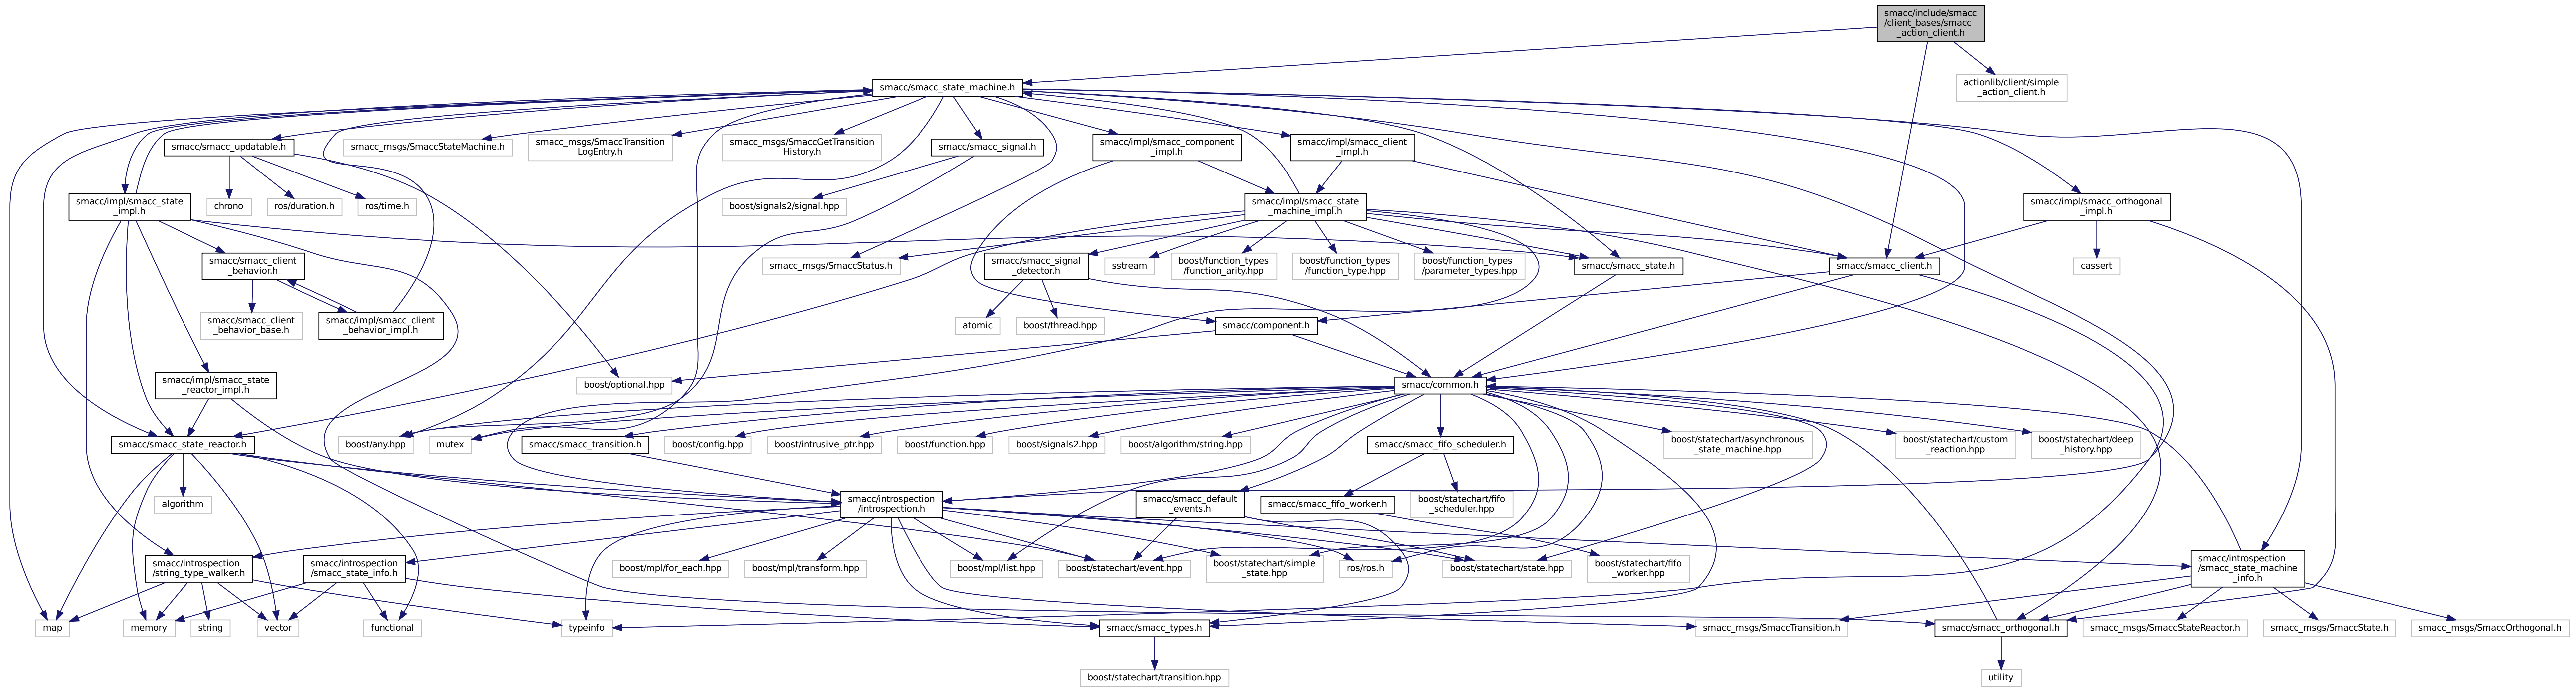 smacc/include/smacc
/client_bases/smacc
_action_client.h
smacc/smacc_state_machine.h
actionlib/client/simple
_action_client.h
smacc/smacc_updatable.h
smacc_msgs/SmaccStateMachine.h
smacc_msgs/SmaccTransition
LogEntry.h
smacc_msgs/SmaccGetTransition
History.h
smacc/smacc_signal.h
smacc/impl/smacc_component
_impl.h
smacc/impl/smacc_client
_impl.h
smacc/impl/smacc_state
_impl.h
chrono
ros/duration.h
ros/time.h
boost/signals2/signal.hpp
smacc/impl/smacc_state
_machine_impl.h
smacc/impl/smacc_orthogonal
_impl.h
smacc/smacc_client
_behavior.h
smacc_msgs/SmaccStatus.h
smacc/smacc_signal
_detector.h
sstream
boost/function_types
/function_arity.hpp
boost/function_types
/function_type.hpp
boost/function_types
/parameter_types.hpp
smacc/smacc_state.h
smacc/smacc_client.h
cassert
smacc/smacc_client
_behavior_base.h
smacc/impl/smacc_client
_behavior_impl.h
atomic
boost/thread.hpp
smacc/component.h
smacc/impl/smacc_state
_reactor_impl.h
boost/optional.hpp
smacc/common.h
smacc/smacc_state_reactor.h
boost/any.hpp
mutex
smacc/smacc_transition.h
boost/config.hpp
boost/intrusive_ptr.hpp
boost/function.hpp
boost/signals2.hpp
boost/algorithm/string.hpp
smacc/smacc_fifo_scheduler.h
boost/statechart/asynchronous
_state_machine.hpp
boost/statechart/custom
_reaction.hpp
boost/statechart/deep
_history.hpp
algorithm
smacc/introspection
/introspection.h
smacc/smacc_default
_events.h
smacc/smacc_fifo_worker.h
boost/statechart/fifo
_scheduler.hpp
smacc/introspection
/string_type_walker.h
smacc/introspection
/smacc_state_info.h
boost/mpl/for_each.hpp
boost/mpl/transform.hpp
boost/mpl/list.hpp
boost/statechart/event.hpp
boost/statechart/simple
_state.hpp
ros/ros.h
boost/statechart/state.hpp
boost/statechart/fifo
_worker.hpp
smacc/introspection
/smacc_state_machine
_info.h
map
memory
string
vector
functional
typeinfo
smacc/smacc_types.h
smacc_msgs/SmaccTransition.h
smacc/smacc_orthogonal.h
smacc_msgs/SmaccStateReactor.h
smacc_msgs/SmaccState.h
smacc_msgs/SmaccOrthogonal.h
boost/statechart/transition.hpp
utility